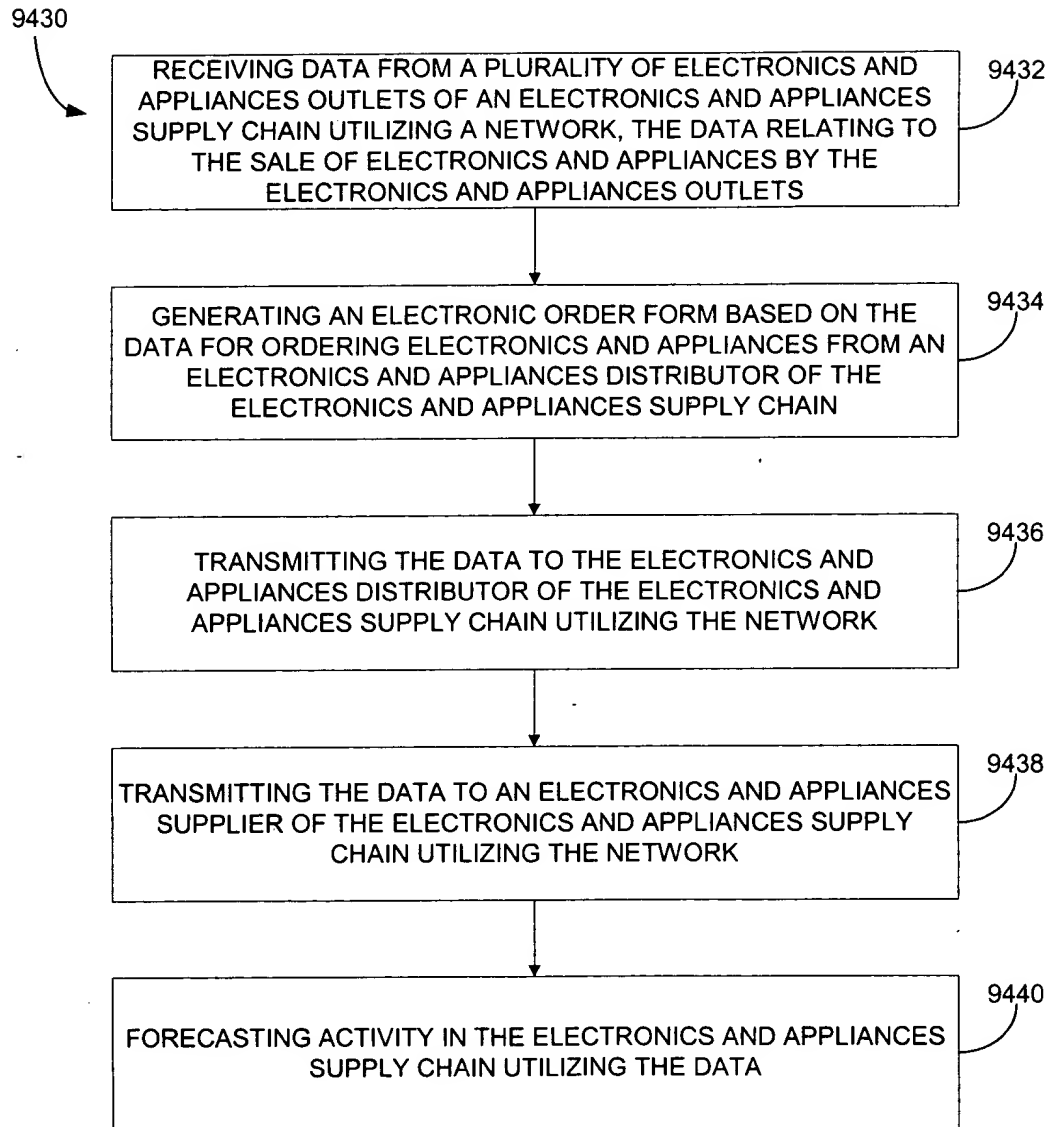 9430
RECEIVING DATA FROM A PLURALITY OF ELECTRONICS AND
APPLIANCES OUTLETS OF AN ELECTRONICS AND APPLIANCES
SUPPLY CHAIN UTILIZING A NETWORK, THE DATA RELATING TO
THE SALE OF ELECTRONICS AND APPLIANCES BY THE
ELECTRONICS AND APPLIANCES OUTLETS
9432
GENERATING AN ELECTRONIC ORDER FORM BASED ON THE
DATA FOR ORDERING ELECTRONICS AND APPLIANCES FROM AN
ELECTRONICS AND APPLIANCES DISTRIBUTOR OF THE
ELECTRONICS AND APPLIANCES SUPPLY CHAIN
9434
TRANSMITTING THE DATA TO THE ELECTRONICS AND
APPLIANCES DISTRIBUTOR OF THE ELECTRONICS AND
APPLIANCES SUPPLY CHAIN UTILIZING THE NETWORK
9436
TRANSMITTING THE DATA TO AN ELECTRONICS AND APPLIANCES
SUPPLIER OF THE ELECTRONICS AND APPLIANCES SUPPLY
CHAIN UTILIZING THE NETWORK
9438
FORECASTING ACTIVITY IN THE ELECTRONICS AND APPLIANCES
SUPPLY CHAIN UTILIZING THE DATA
9440